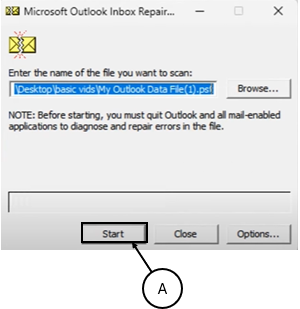 Microsoft Outlook Inbox Repair...
Enter the name of the file you want to scan:
\Desktop\basic vids\My Outlook Data File(1).pst
Browse...
NOTE: Before starting, you must quit Outlook and all mail-enabled
applications to diagnose and repair errors in the file.
Start
Close
Options...
A